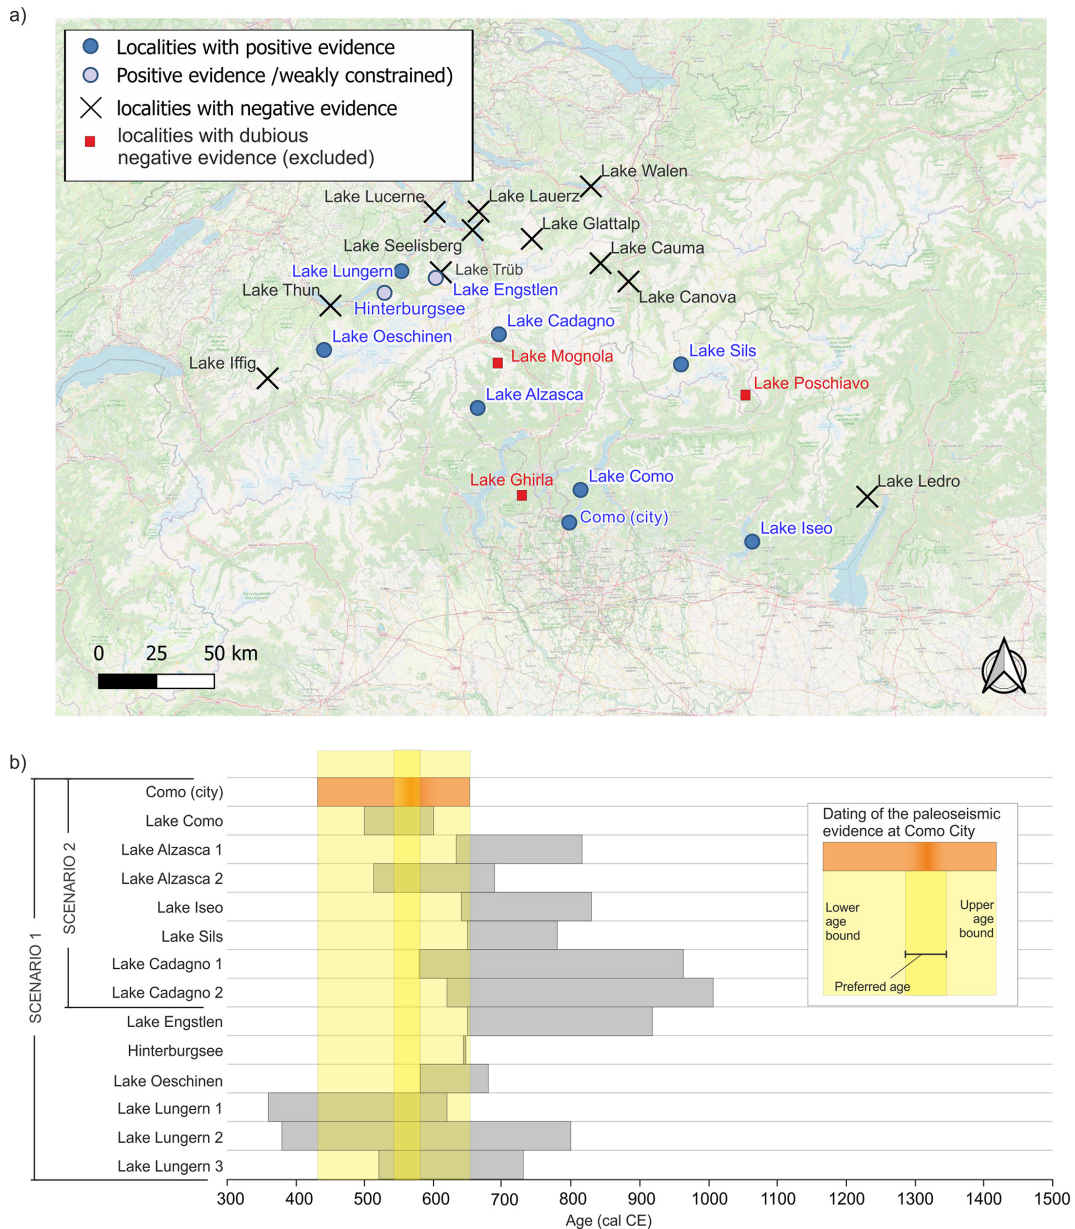 a)
Localities with positive evidence
Positive evidence /weakly constrained)
localities with negative evidence
localities with dubious
negative evidence (excluded)
Lake Walen
Lake Lucerne
Lake Lauerz
Lake Glattalp
Lake Seelisberg
Lake Cauma
Lake Lungern
Lake Trüb
Lake Thun
Lake Engstlen
Lake Canova
Hinterburgsee
Lake Cadagno
Lake Oeschinen
Lake Sils
Lake Mognola
Lake Iffig
Lake Poschiavo
Lake Alzasca
Lake Ghirla
Lake Como
Lake Ledro
Como (city)
Lake Iseo
0 25 50 km
b)
SCENARIO 1
SCENARIO 2
Como (city)
Lake Como
Lake Alzasca 1
Lake Alzasca 2
Lake Iseo
Lake Sils
Lake Cadagno 1
Lake Cadagno 2
Lake Engstlen
Hinterburgsee
Lake Oeschinen
Lake Lungern 1
Lake Lungern 2
Lake Lungern 3
Dating of the paleoseismic
evidence at Como City
Lower
age
bound
Upper
age
bound
Preferred age
300 400 500 600 700 800 900 1000 1100 1200 1300 1400 1500
Age (cal CE)